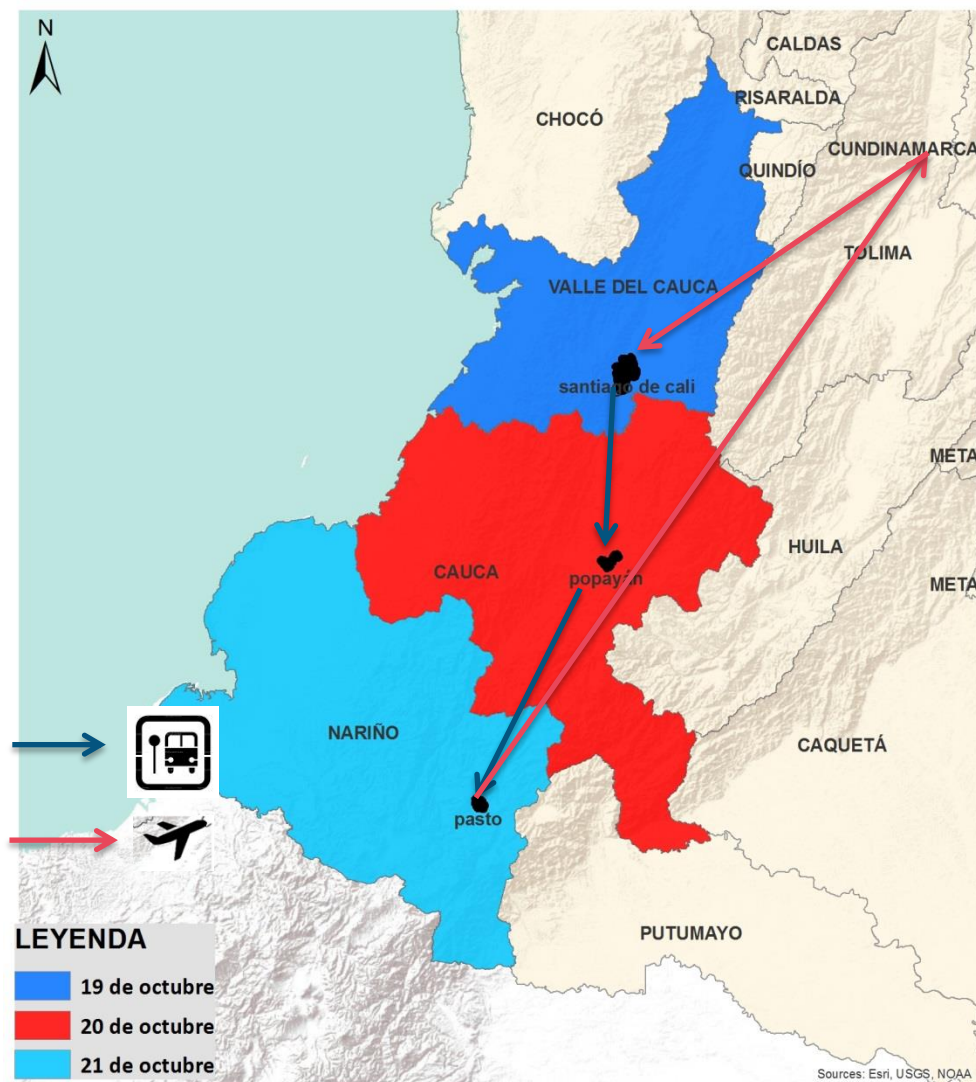 N
CALDAS
RISARALDA
CHOCÓ
CUNDINAMARCA
QUINDÍO
TOLIMA
VALLE DEL CAUCA
santiago de cali
META
HUILA
CAUCA
popayán
META
NARIÑO
CAQUETÁ
pasto
PUTUMAYO
LEYENDA
19 de octubre
20 de octubre
21 de octubre
Sources: Esri, USGS, NOAA